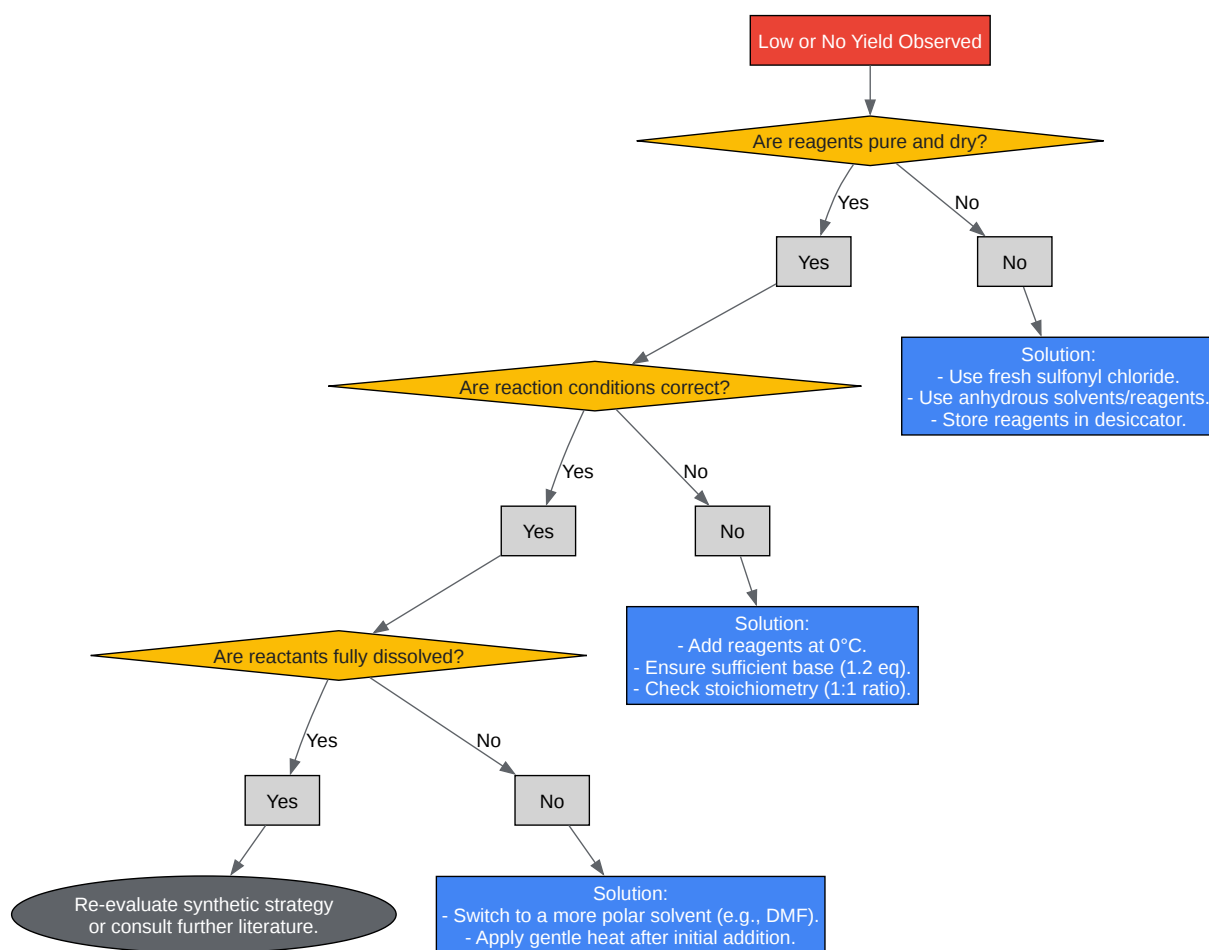 Low or No Yield Observed
Are reagents pure and dry?
Yes
No
Yes
No
Solution:
- Use fresh sulfonyl chloride.
- Use anhydrous solvents/reagents.
- Store reagents in desiccator.
Are reaction conditions correct?
Yes
No
Yes
No
Solution:
- Add reagents at 0°C.
- Ensure sufficient base (1.2 eq).
- Check stoichiometry (1:1 ratio).
Are reactants fully dissolved?
Yes
No
Yes
No
Re-evaluate synthetic strategy
or consult further literature.
Solution:
- Switch to a more polar solvent (e.g., DMF).
- Apply gentle heat after initial addition.